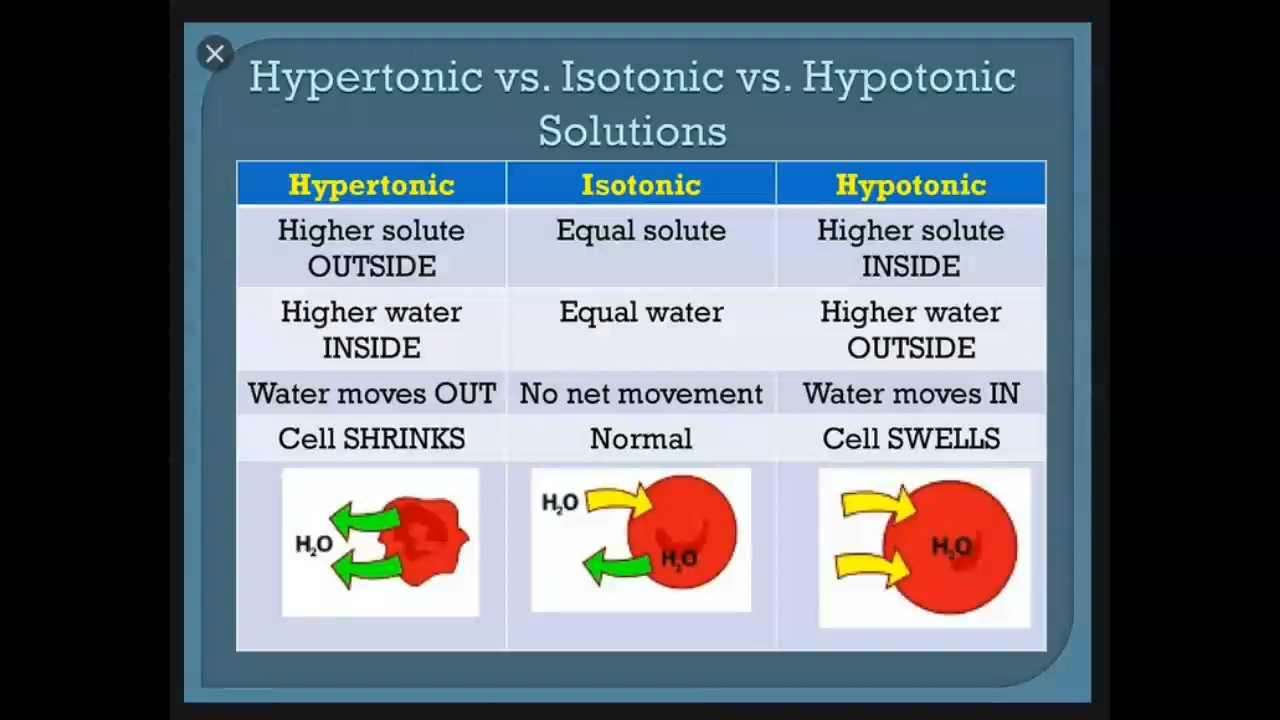 Hypertonic vs. Isotonic vs. Hypotonic
Solutions
Hypertonic Isotonic Hypotonic
Higher solute Equal solute Higher solute
OUTSIDE INSIDE
Higher water Equal water Higher water
INSIDE OUTSIDE
Water moves OUT No net movement Water moves IN
Cell SHRINKS Normal Cell SWELLS
H₂O H₂O H₂O H₂O